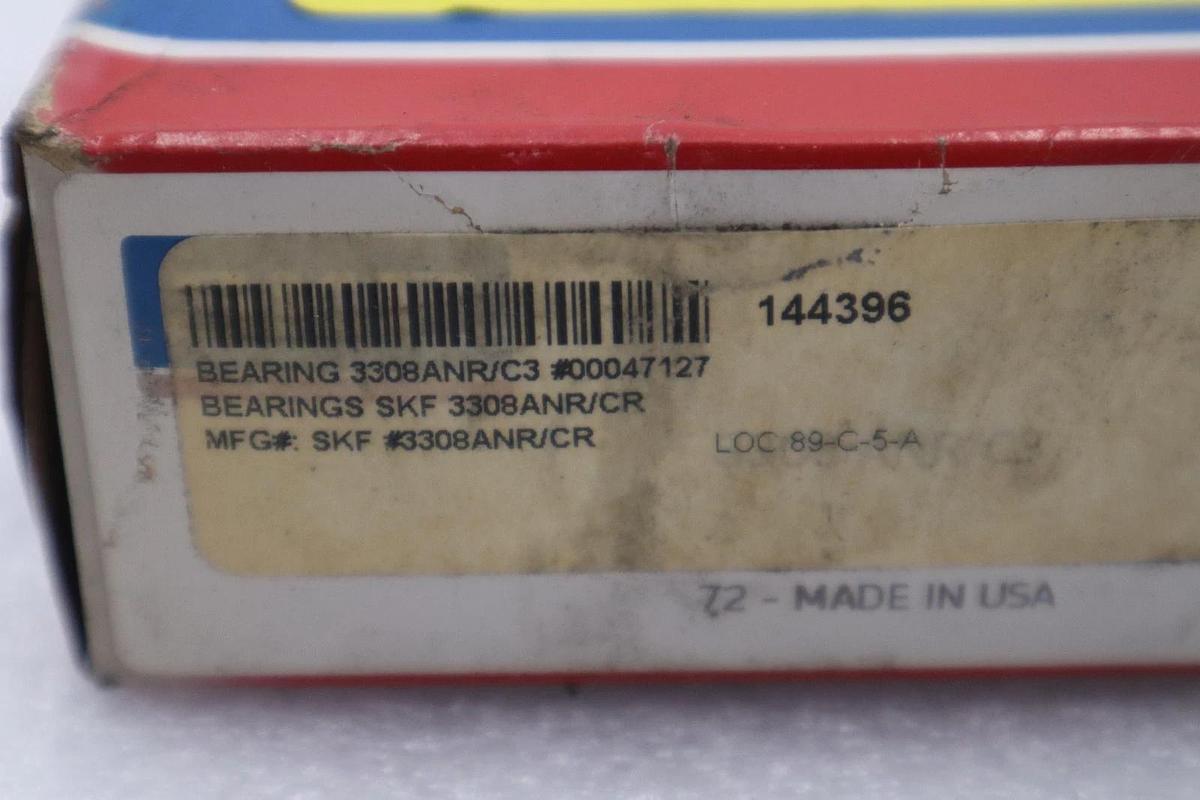 144396
BEARING 3308ANR/C3 #00047127
BEARINGS SKF 3308ANR/CR
MFG#: SKF #3308ANR/CR
LOC:89-C-5-A
72 - MADE IN USA